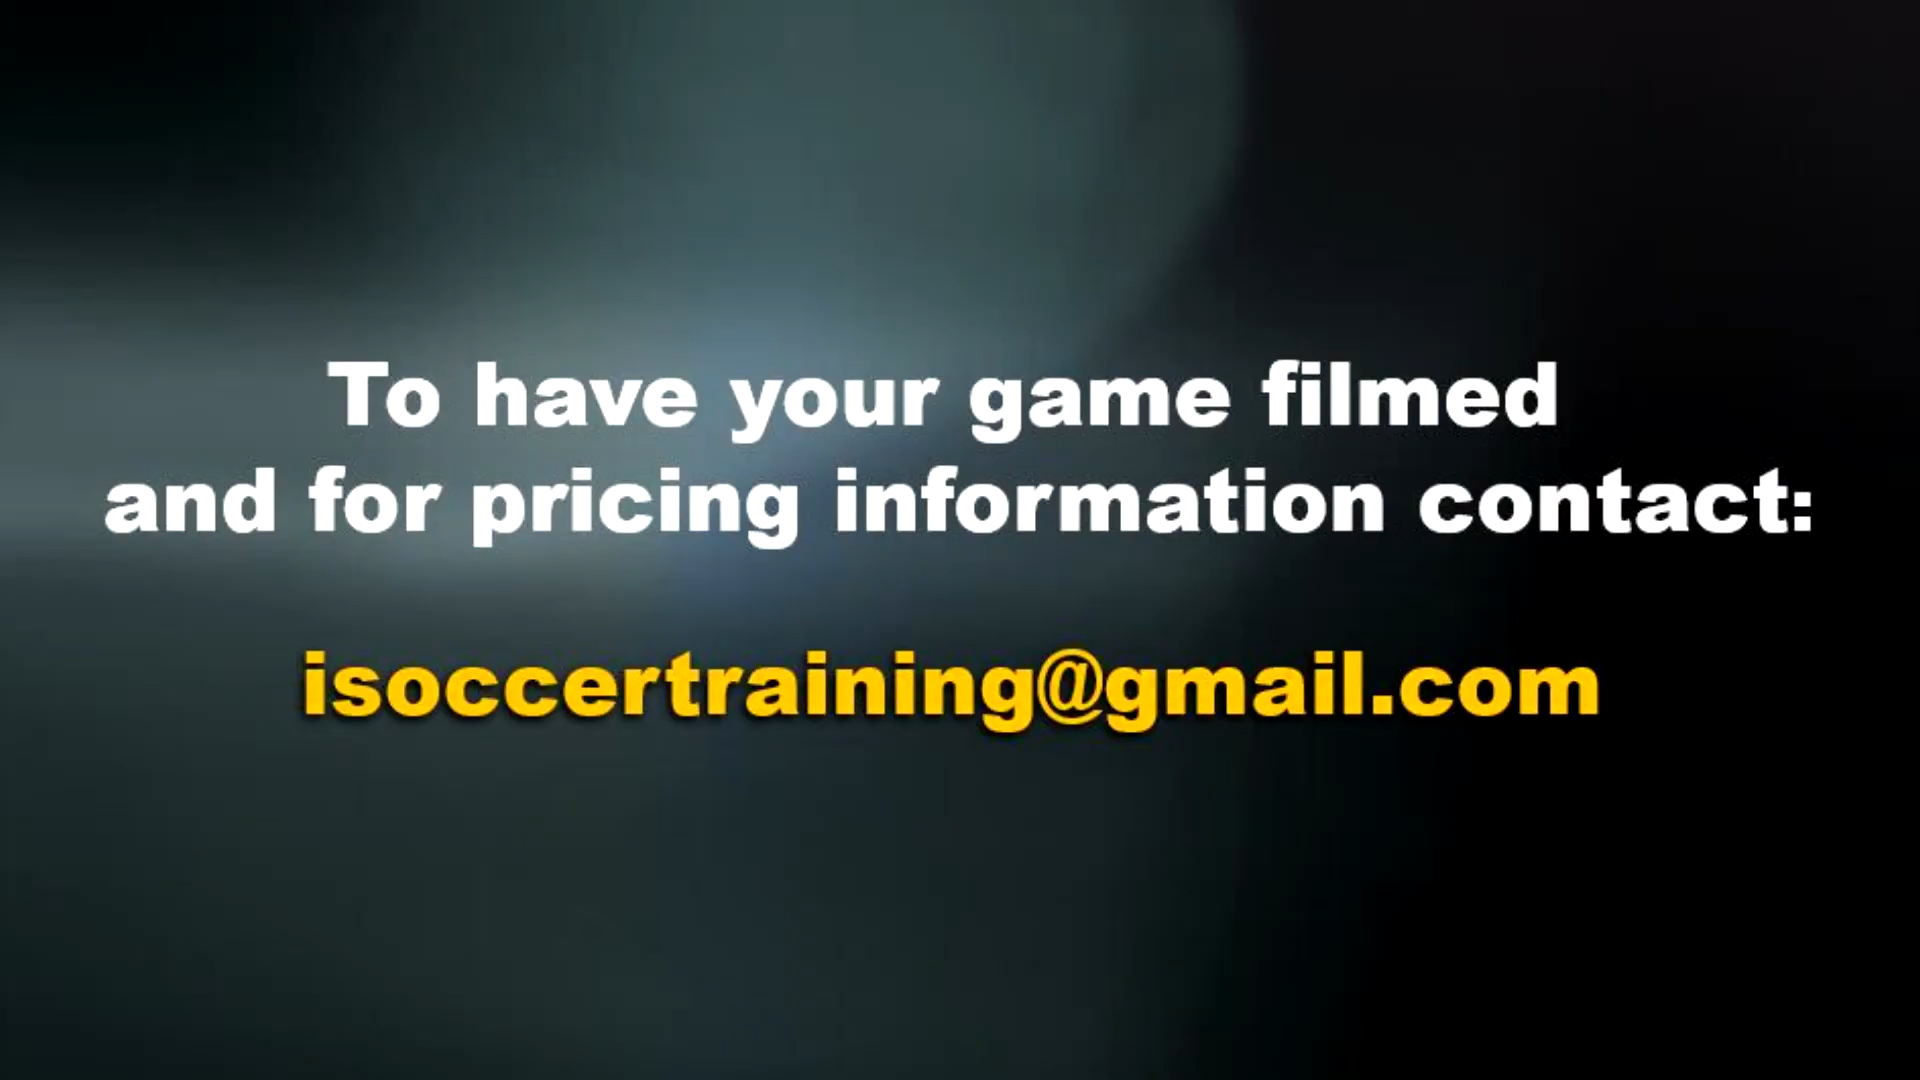 To have your game filmed
and for pricing information contact:
isoccertraining@gmail.com